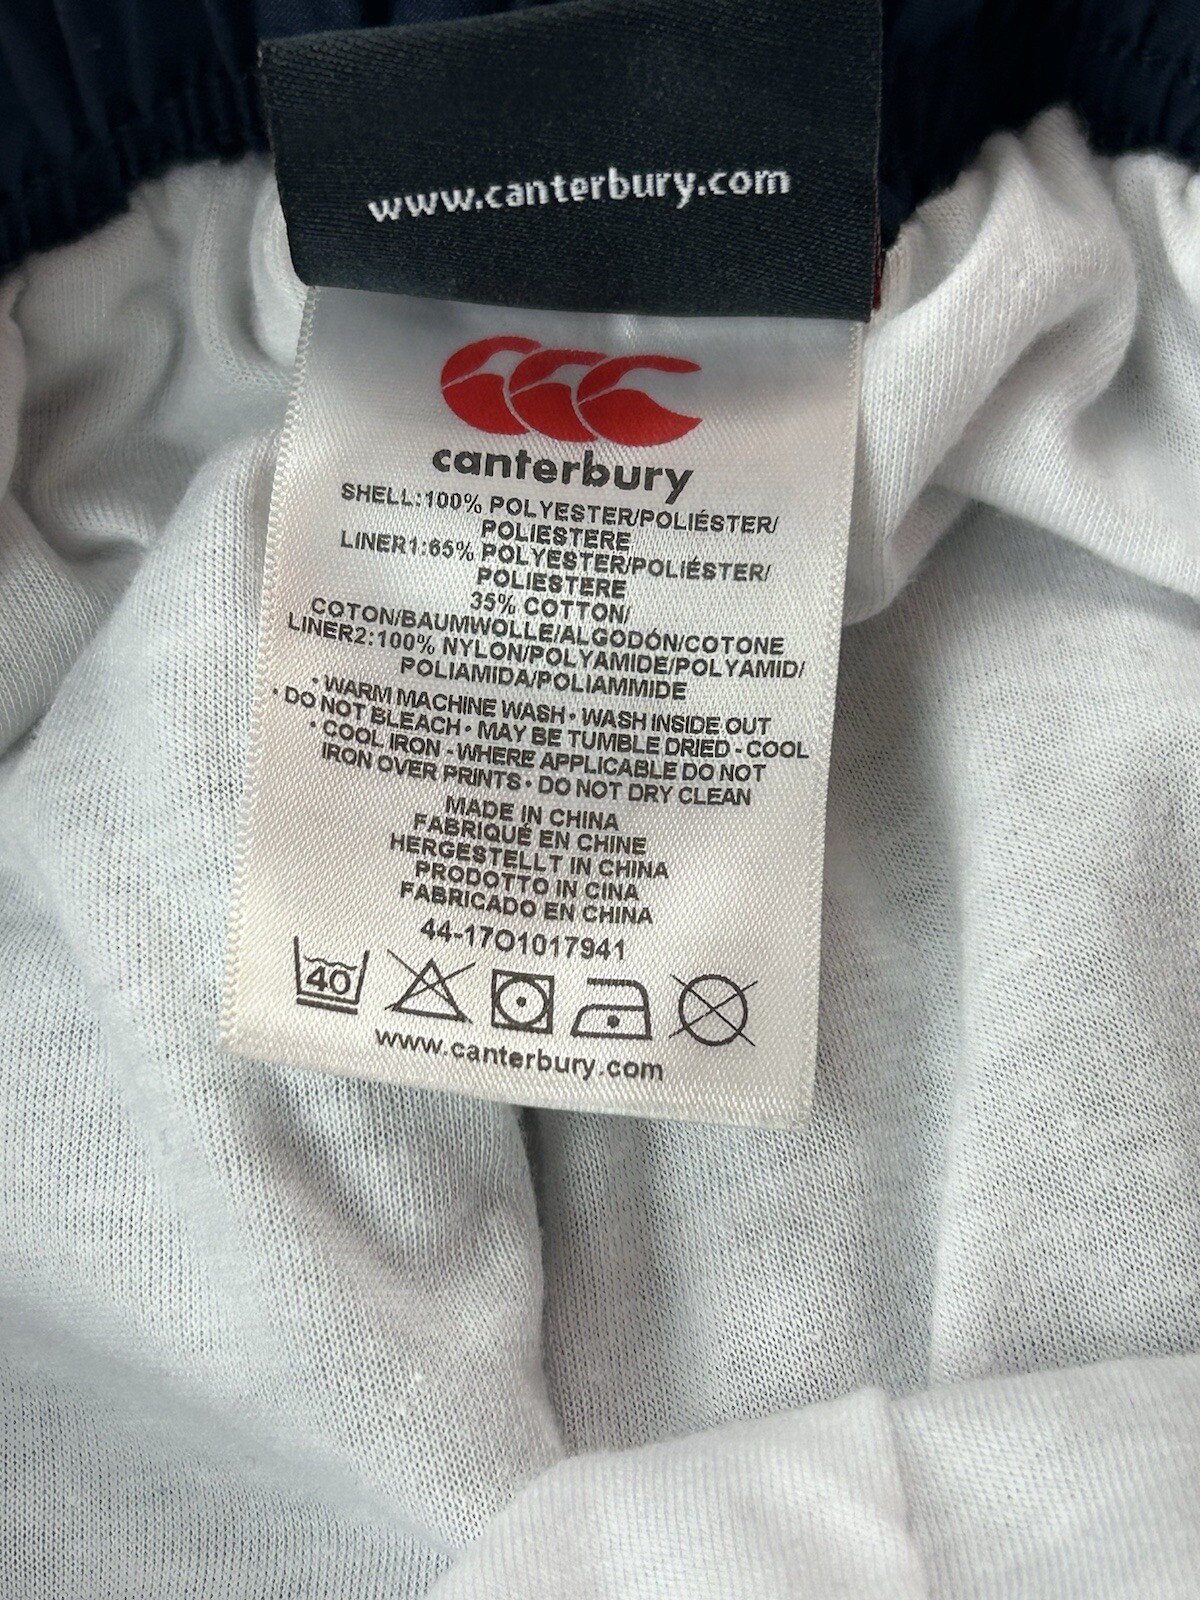 www.canterbury.com
canterbury
SHELL:100% POLYESTER/POLIÉSTER/
POLIESTERE
LINER1:65% POLYESTER/POLIÉSTER/
POLIESTERE
35% COTTON/
COTON/BAUMWOLLE/ALGODÓN/COTONE
LINER2:100% NYLON/POLYAMIDE/POLYAMID/
POLIAMIDA/POLIAMMIDE
• WARM MACHINE WASH • WASH INSIDE OUT
• DO NOT BLEACH • MAY BE TUMBLE DRIED - COOL
• COOL IRON - WHERE APPLICABLE DO NOT
IRON OVER PRINTS • DO NOT DRY CLEAN
MADE IN CHINA
FABRIQUÉ EN CHINE
HERGESTELLT IN CHINA
PRODOTTO IN CINA
FABRICADO EN CHINA
44-17O1017941
40
www.canterbury.com